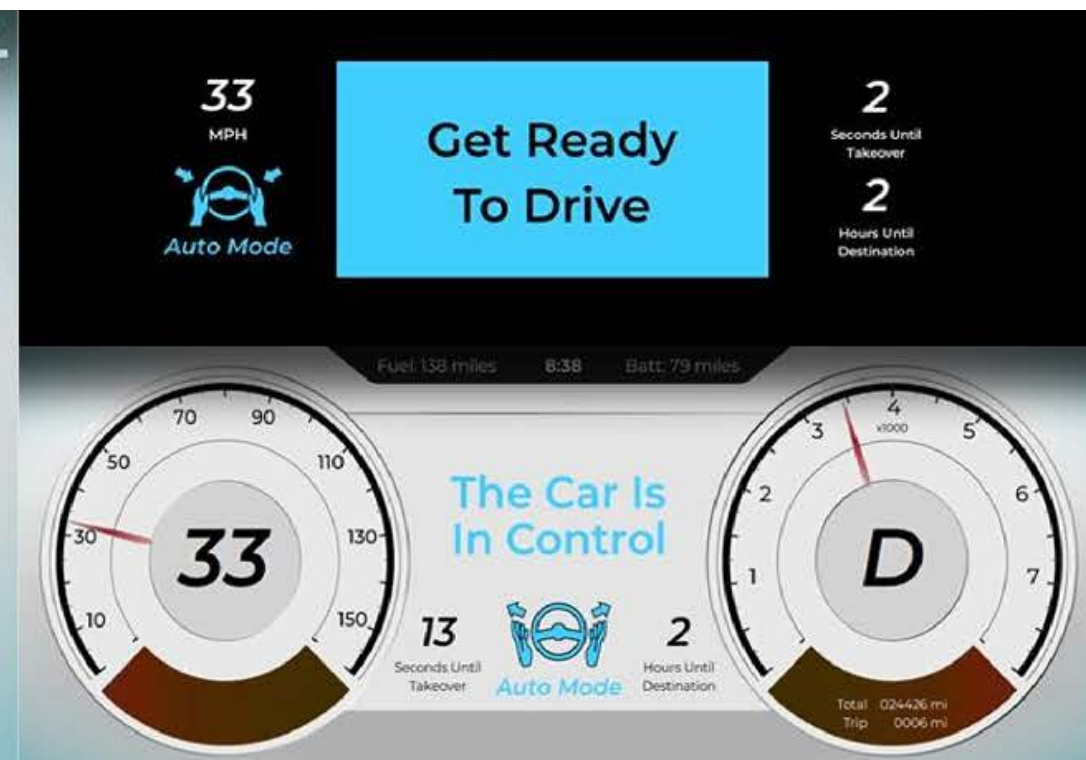 33
MPH
Auto Mode
Get Ready
To Drive
2
Seconds Until
Takeover
2
Hours Until
Destination
Fuel: 138 miles 8:38 Batt: 79 miles
10
30
50
70
90
110
130
150
33
The Car Is
In Control
13
Seconds Until
Takeover
Auto Mode
2
Hours Until
Destination
1
2
3
4
x1000
5
6
7
D
Total 024426 mi
Trip 0006 mi